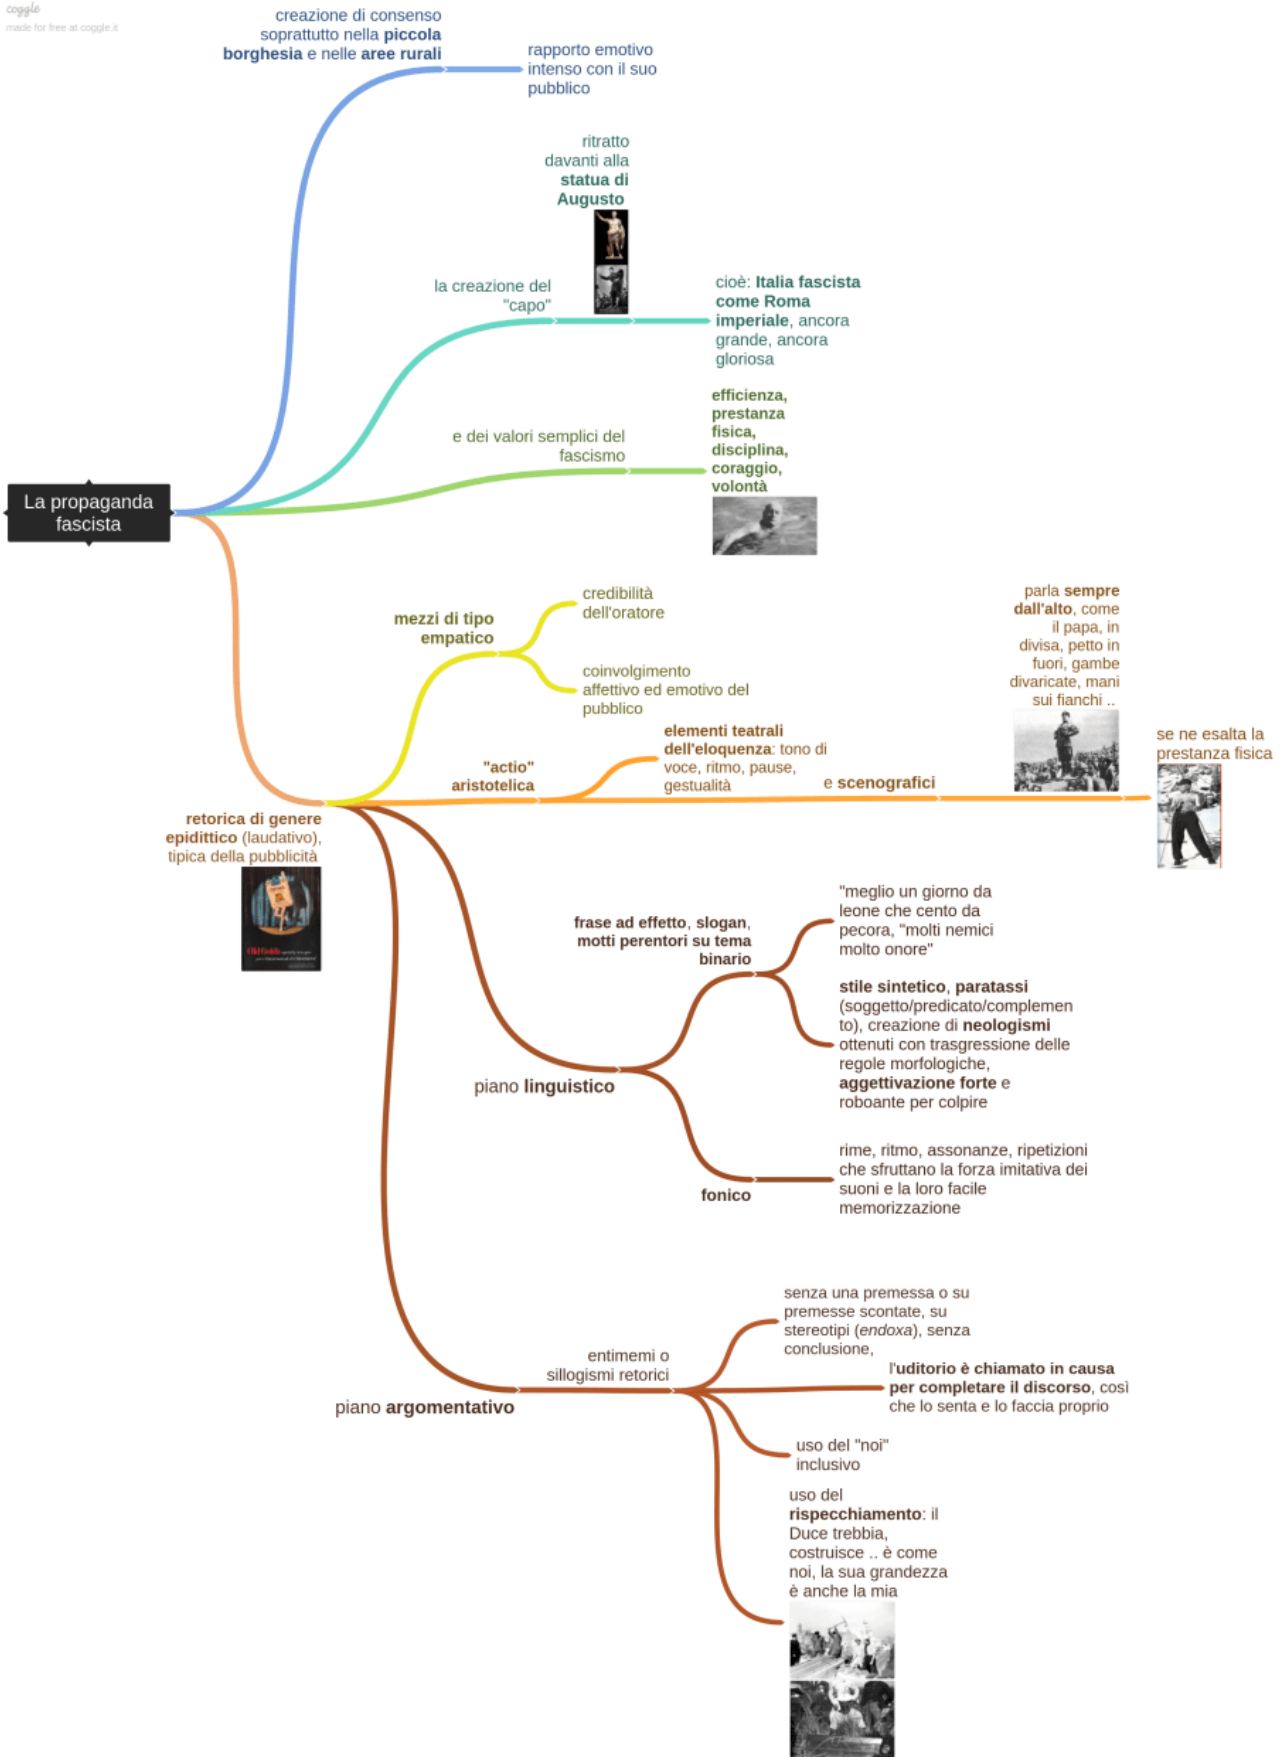 coggle
made for free at coggle.it
creazione di consenso
soprattutto nella piccola
borghesia e nelle aree rurali
rapporto emotivo
intenso con il suo
pubblico
ritratto
davanti alla
statua di
Augusto
la creazione del
"capo"
cioè: Italia fascista
come Roma
imperiale, ancora
grande, ancora
gloriosa
efficienza,
prestanza
fisica,
disciplina,
coraggio,
volontà
e dei valori semplici del
fascismo
La propaganda
fascista
mezzi di tipo
empatico
credibilità
dell'oratore
coinvolgimento
affettivo ed emotivo del
pubblico
"actio"
aristotelica
elementi teatrali
dell'eloquenza: tono di
voce, ritmo, pause,
gestualità
e scenografici
parla sempre
dall'alto, come
il papa, in
divisa, petto in
fuori, gambe
divaricate, mani
sui fianchi ..
se ne esalta la
prestanza fisica
retorica di genere
epidittico (laudativo),
tipica della pubblicità
Old Golds
frase ad effetto, slogan,
motti perentori su tema
binario
"meglio un giorno da
leone che cento da
pecora, "molti nemici
molto onore"
stile sintetico, paratassi
(soggetto/predicato/complemen
to), creazione di neologismi
ottenuti con trasgressione delle
regole morfologiche,
aggettivazione forte e
roboante per colpire
piano linguistico
fonico
rime, ritmo, assonanze, ripetizioni
che sfruttano la forza imitativa dei
suoni e la loro facile
memorizzazione
piano argomentativo
entimemi o
sillogismi retorici
senza una premessa o su
premesse scontate, su
stereotipi (endoxa), senza
conclusione,
l'uditorio è chiamato in causa
per completare il discorso, così
che lo senta e lo faccia proprio
uso del "noi"
inclusivo
uso del
rispecchiamento: il
Duce trebbia,
costruisce .. è come
noi, la sua grandezza
è anche la mia